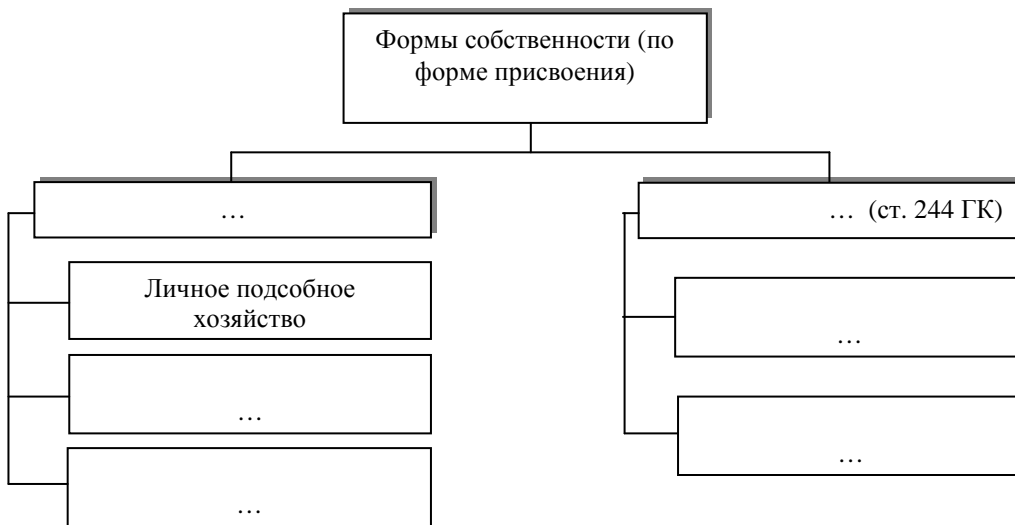 Формы собственности (по
форме присвоения)
…
… (ст. 244 ГК)
Личное подсобное
хозяйство
…
…
…
…